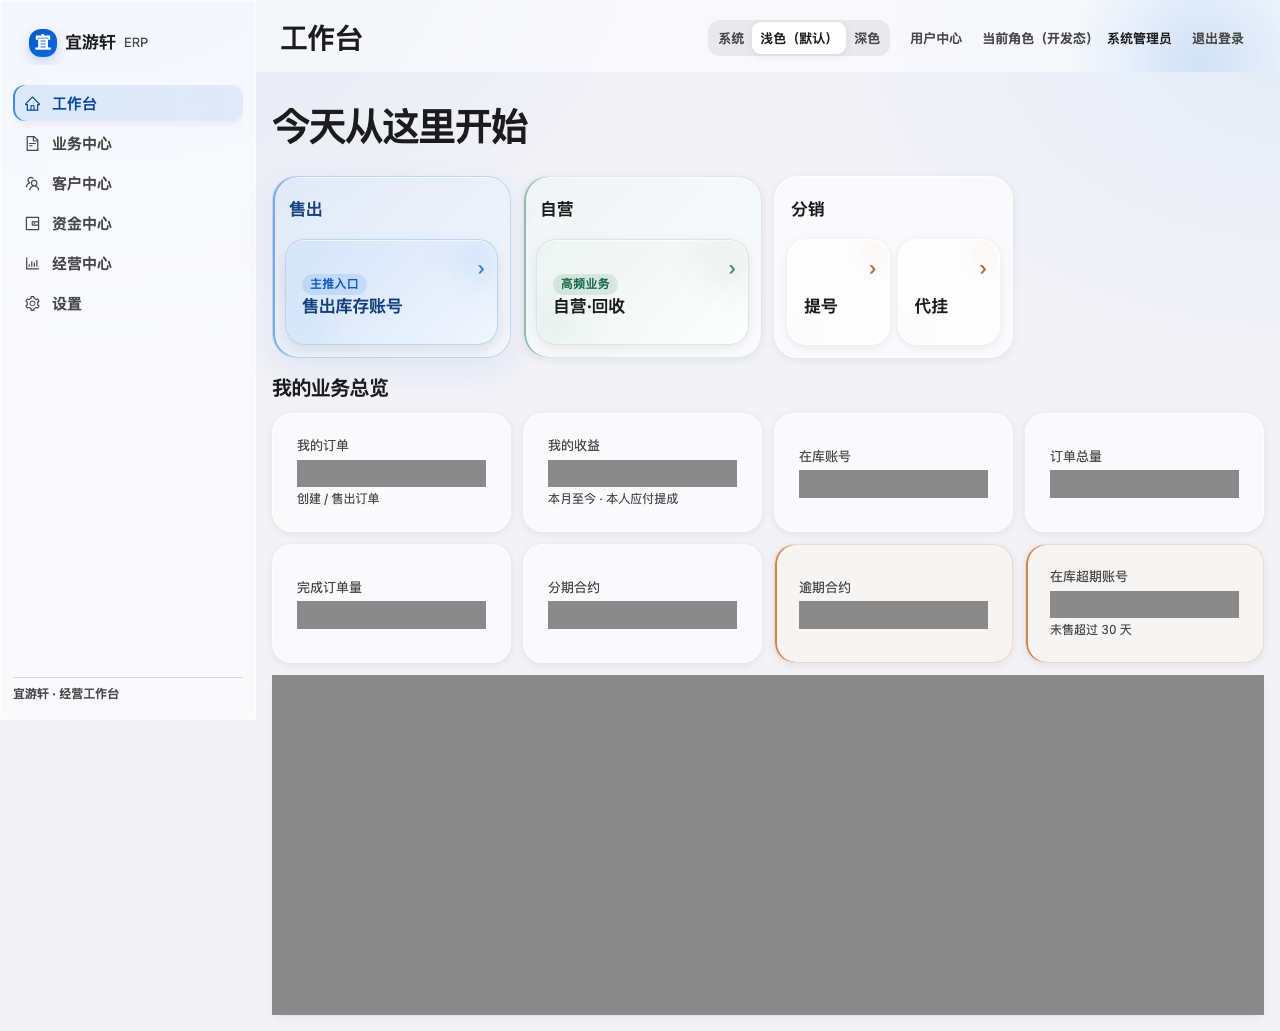 宜 宜游轩 ERP
工作台
业务中心
客户中心
资金中心
经营中心
设置
宜游轩 · 经营工作台
工作台
系统 浅色（默认） 深色 用户中心 当前角色（开发态） 系统管理员 退出登录
今天从这里开始
售出
主推入口
售出库存账号
自营
高频业务
自营·回收
分销
提号
代挂
我的业务总览
我的订单
创建 / 售出订单
我的收益
本月至今 · 本人应付提成
在库账号
订单总量
完成订单量
分期合约
逾期合约
在库超期账号
未售超过 30 天